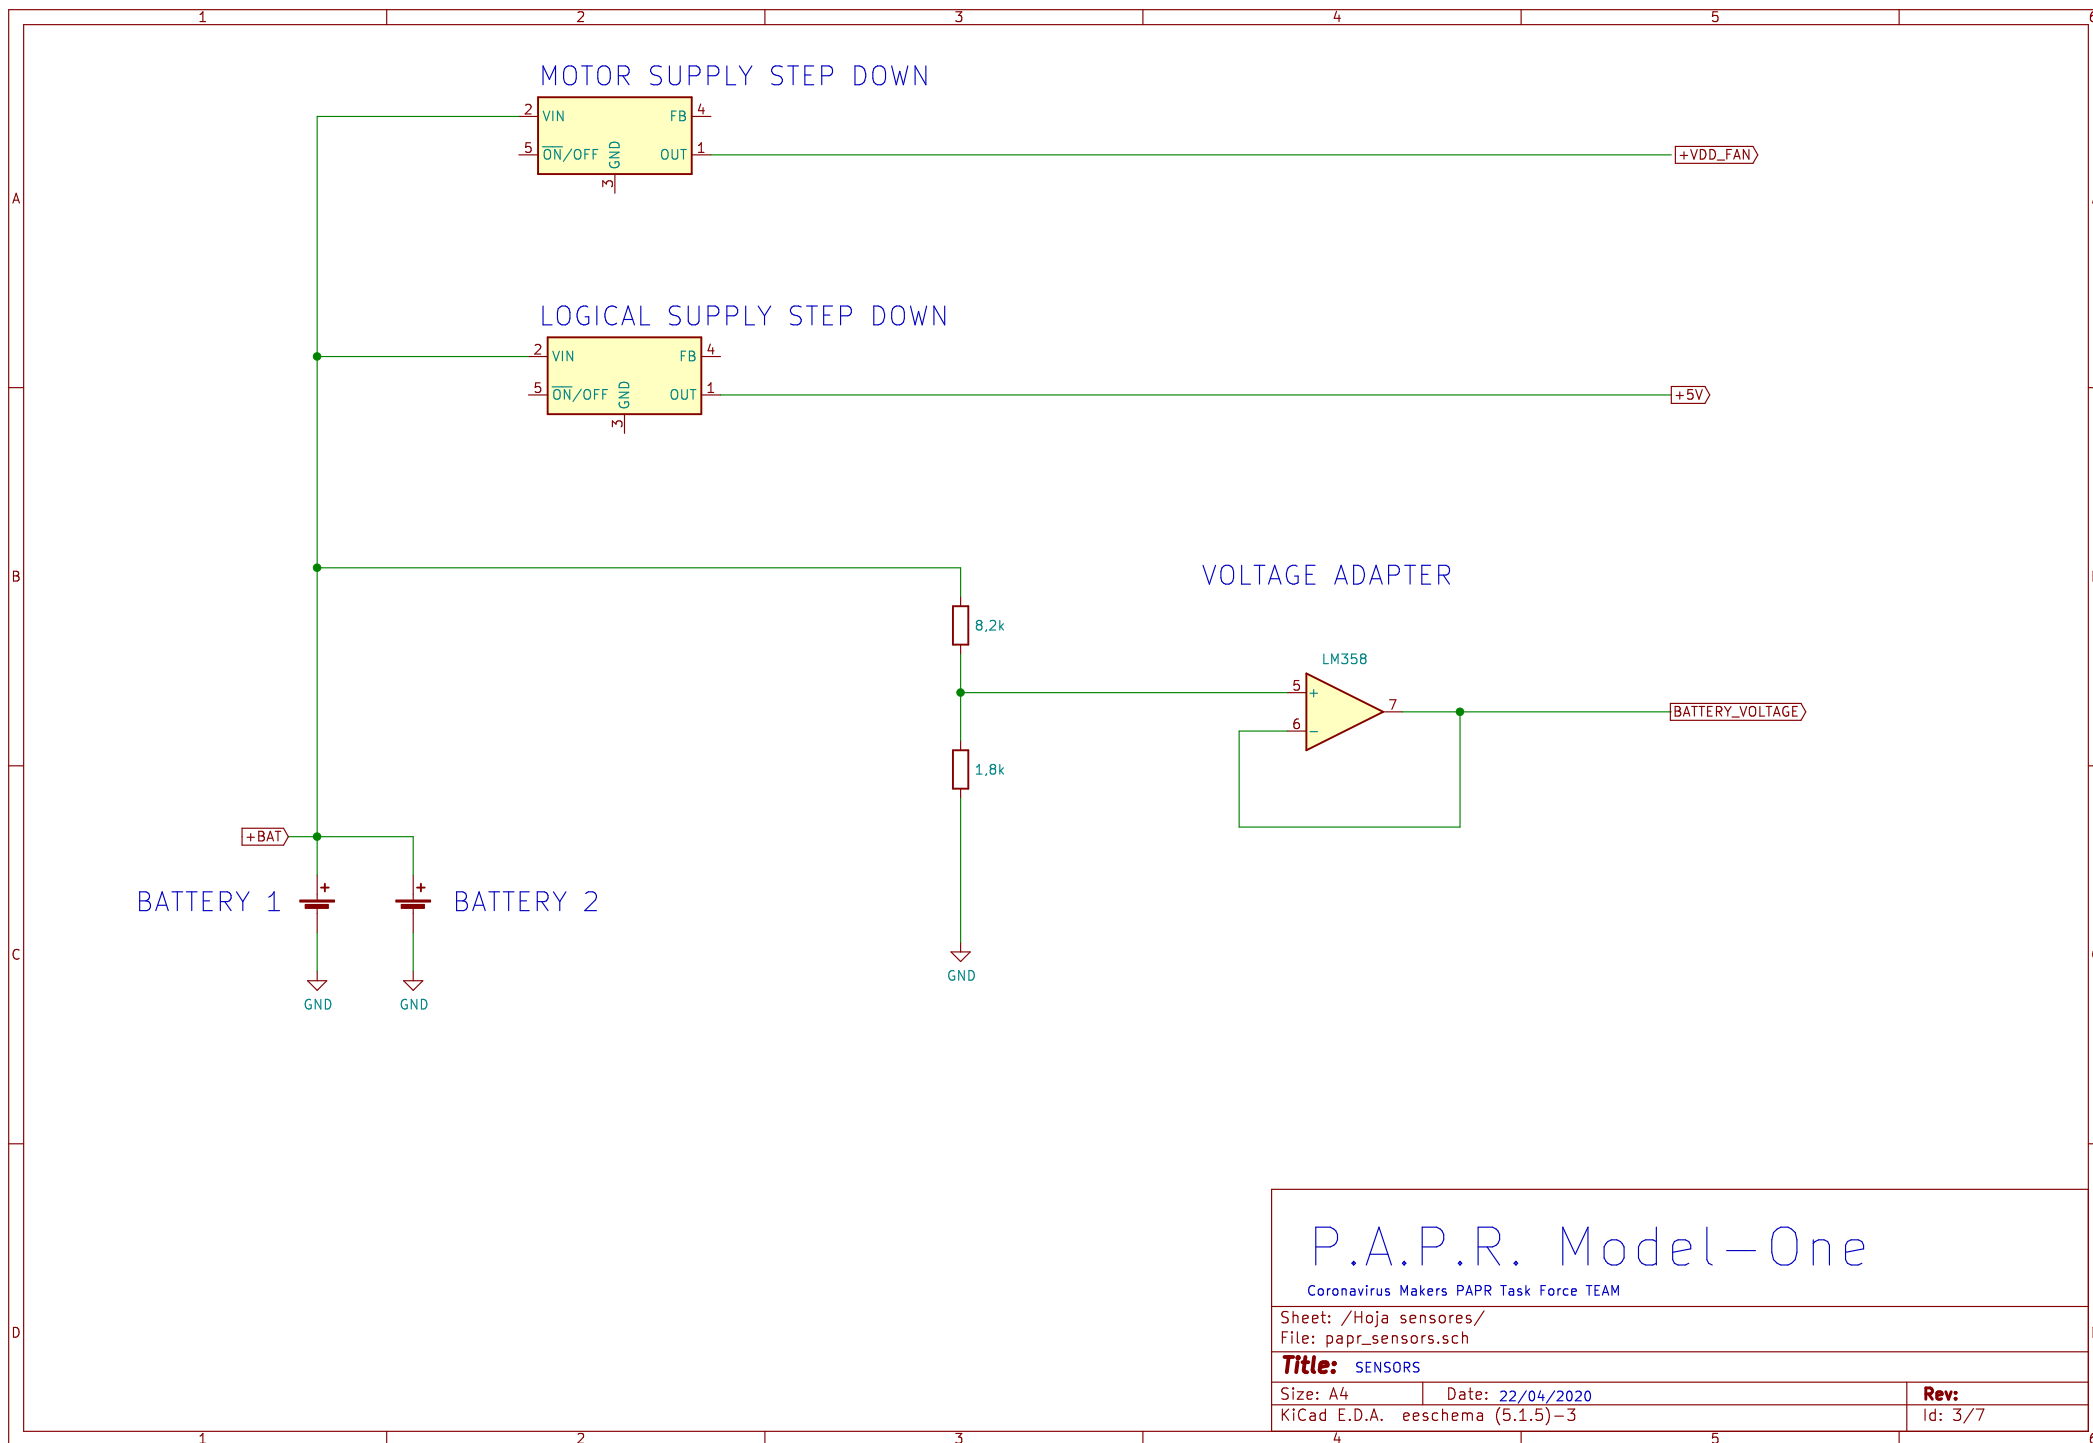 1 2 3 4 5 6
MOTOR SUPPLY STEP DOWN
2 VIN FB 4
5 ON/OFF GND OUT 1
3
+VDD_FAN
A
LOGICAL SUPPLY STEP DOWN
2 VIN FB 4
5 ON/OFF GND OUT 1
3
+5V
B
VOLTAGE ADAPTER
8,2k
LM358
5 +
7
6 −
BATTERY_VOLTAGE
1,8k
+BAT
+ +
BATTERY 1 BATTERY 2
C
GND
GND GND
P.A.P.R. Model-One
Coronavirus Makers PAPR Task Force TEAM
Sheet: /Hoja sensores/
File: papr_sensors.sch
D
Title: SENSORS
Size: A4 Date: 22/04/2020 Rev:
KiCad E.D.A. eeschema (5.1.5)-3 Id: 3/7
1 2 3 4 5 6